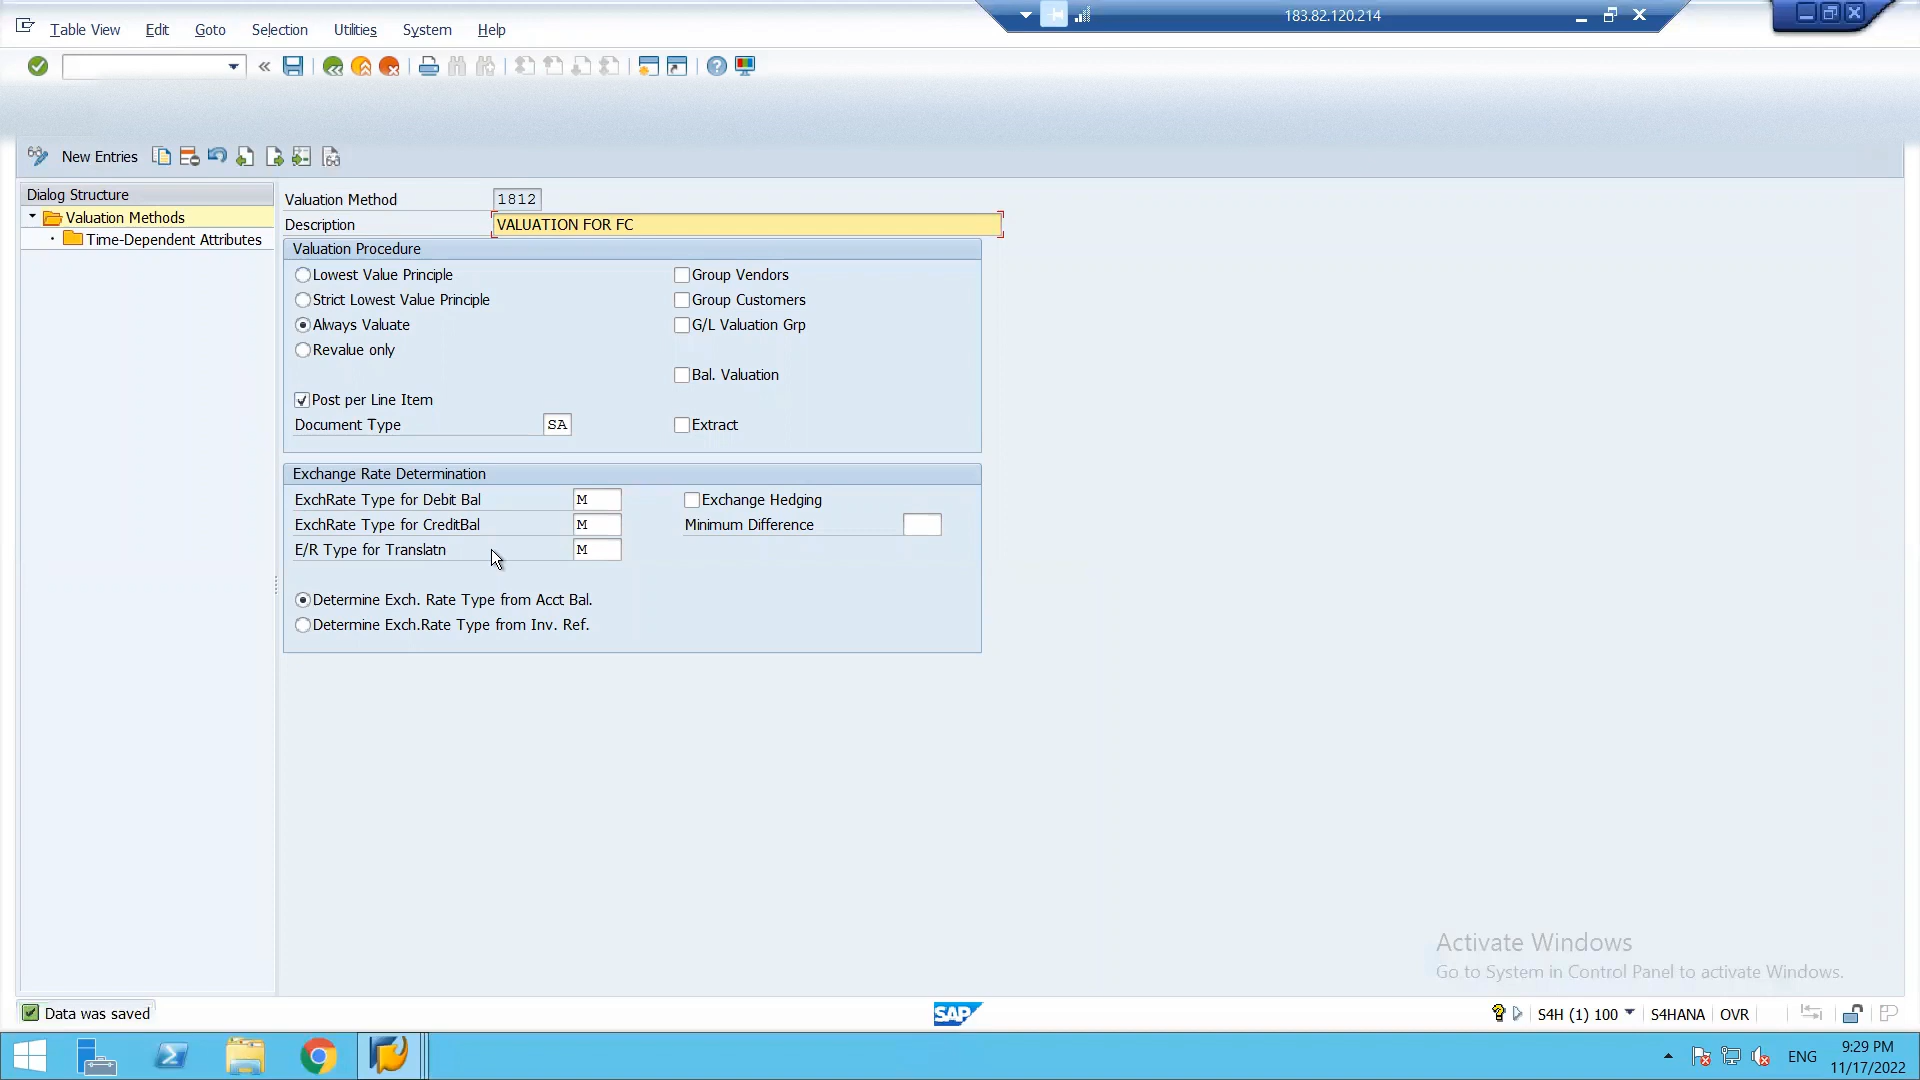 183.82.120.214
Table View Edit Goto Selection Utilities System Help
New Entries
Dialog Structure
Valuation Methods
Time-Dependent Attributes
Valuation Method 1812
Description VALUATION FOR FC
Valuation Procedure
Lowest Value Principle Group Vendors
Strict Lowest Value Principle Group Customers
Always Valuate G/L Valuation Grp
Revalue only
Bal. Valuation
Post per Line Item
Document Type SA Extract
Exchange Rate Determination
ExchRate Type for Debit Bal M Exchange Hedging
ExchRate Type for CreditBal M Minimum Difference
E/R Type for Translatn M
Determine Exch. Rate Type from Acct Bal.
Determine Exch.Rate Type from Inv. Ref.
Activate Windows
Go to System in Control Panel to activate Windows.
Data was saved SAP S4H (1) 100 S4HANA OVR
ENG 9:29 PM
11/17/2022